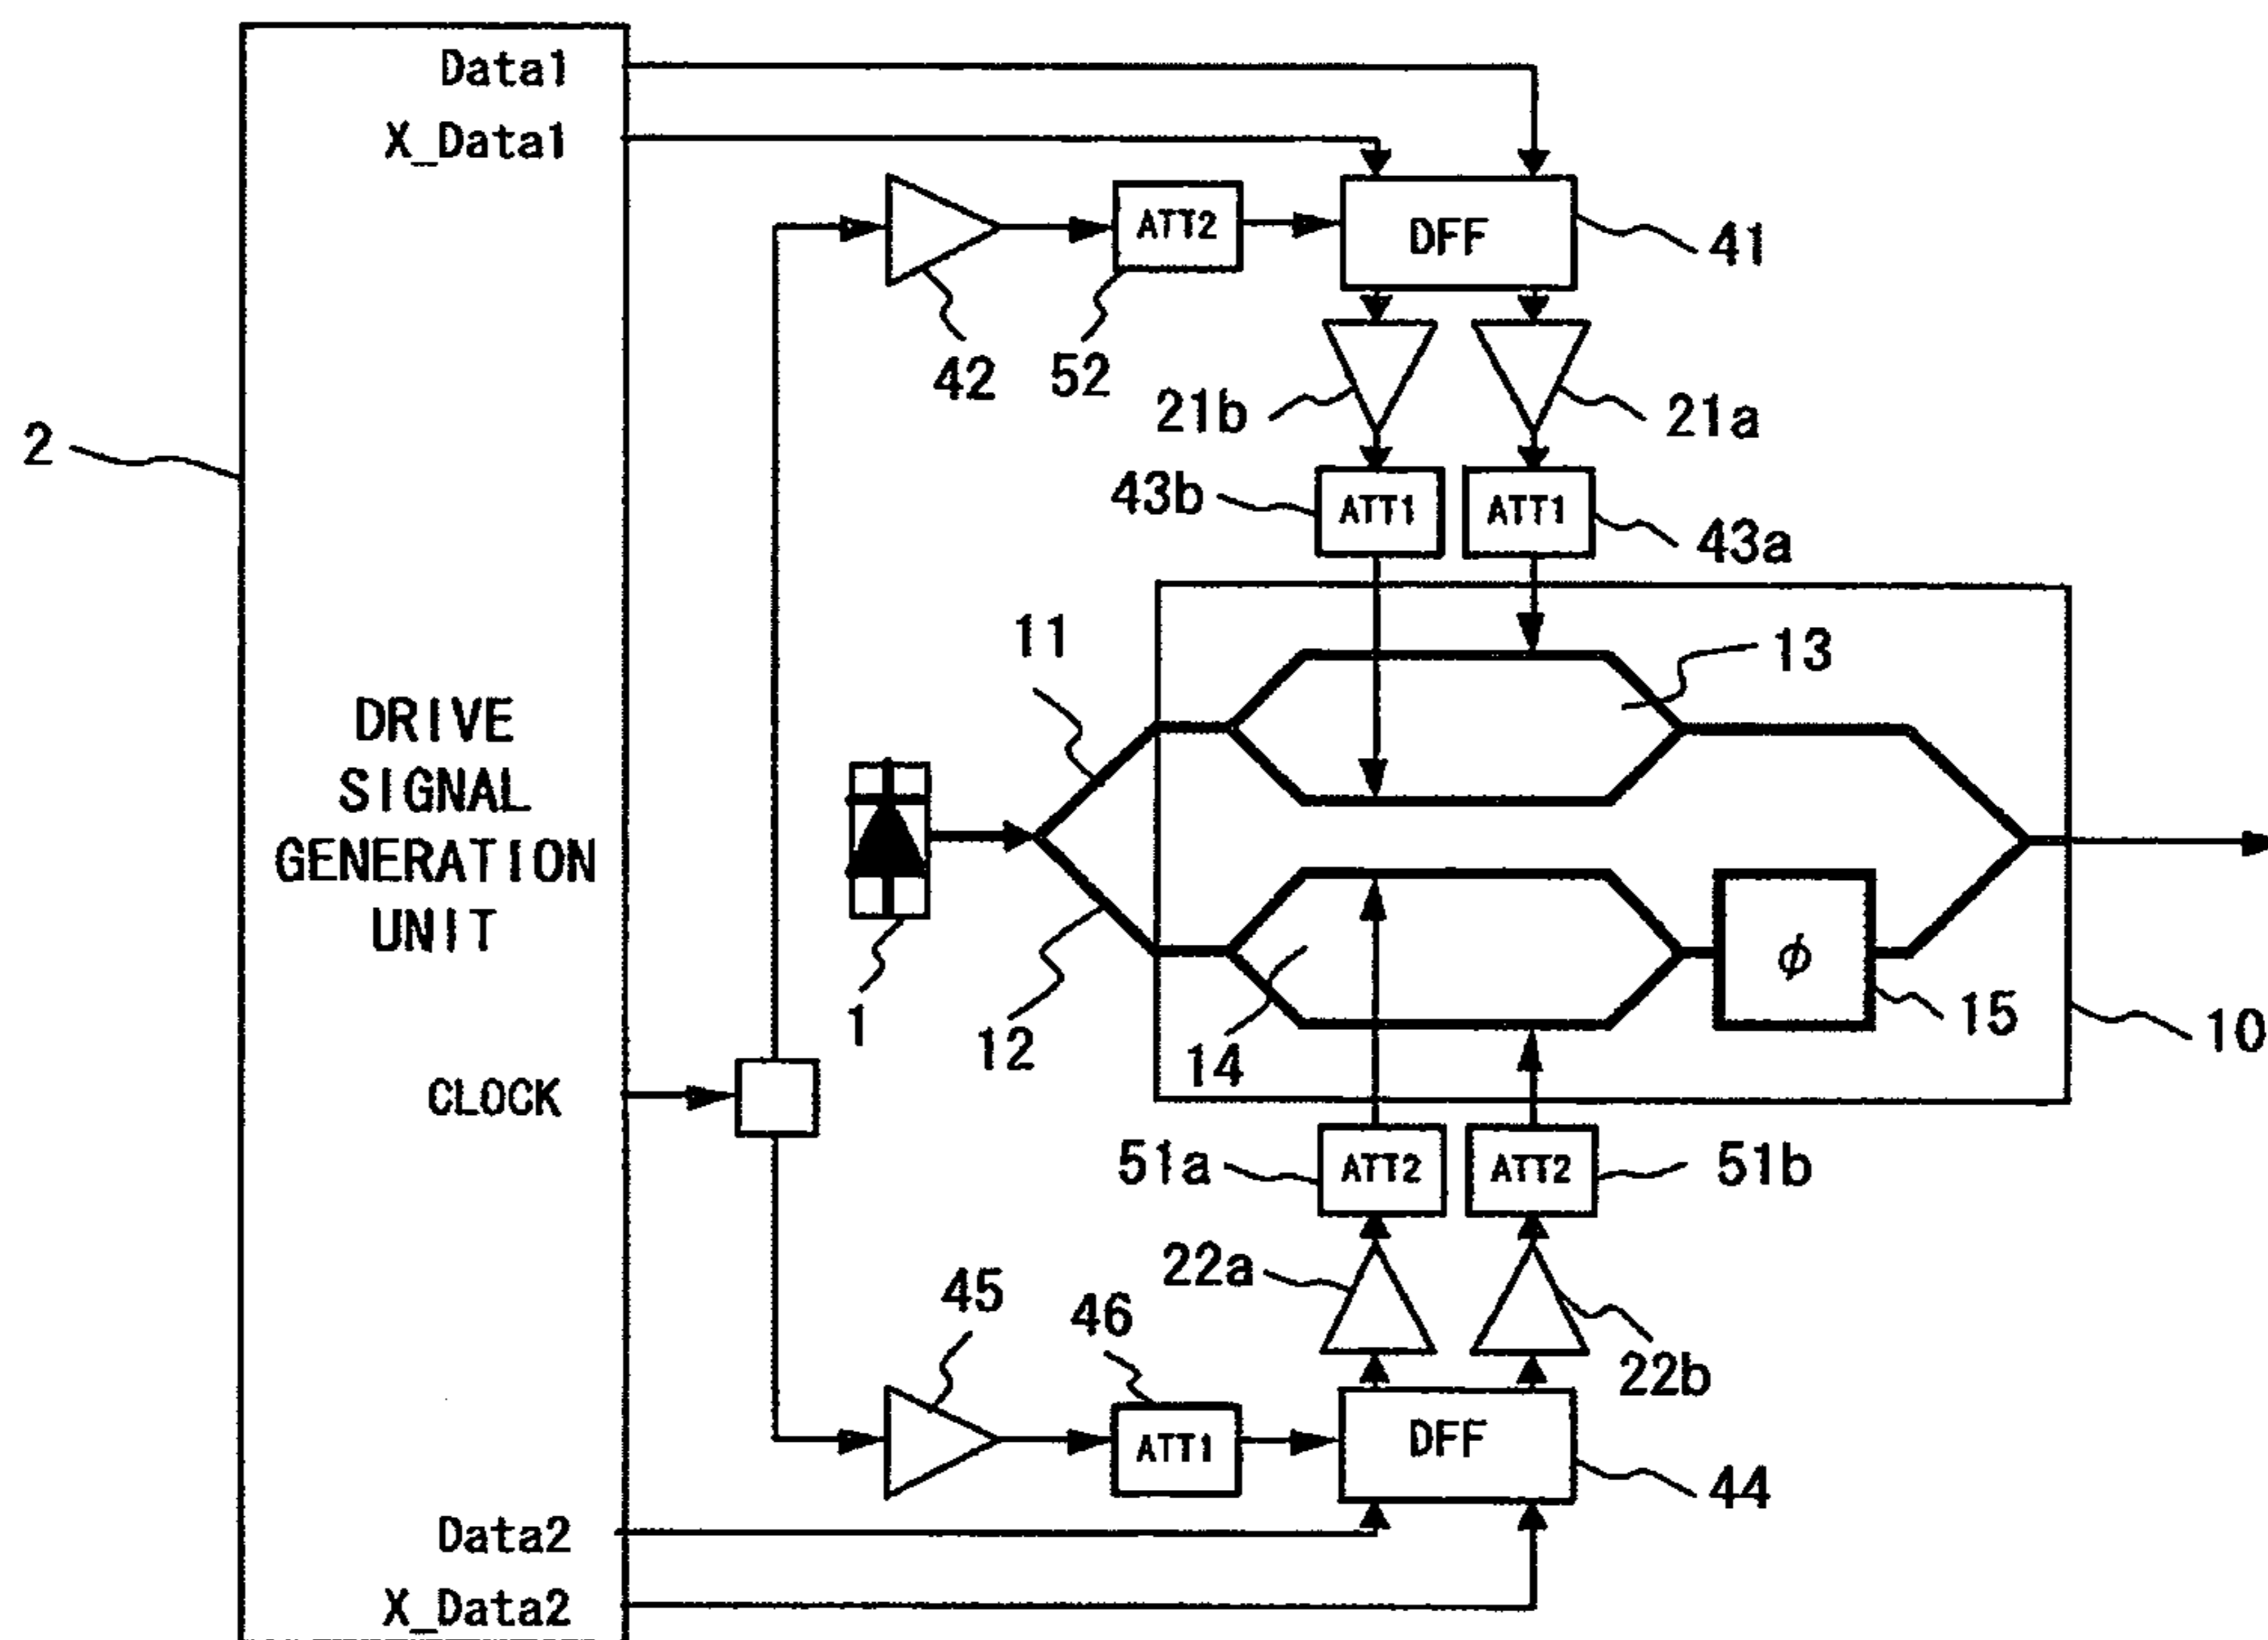 Data1
X_Data1
ATT2
DFF
41
42
52
21b
21a
2
43b
ATT1
ATT1
43a
11
13
DRIVE
SIGNAL
GENERATION
UNIT
φ
1
12
14
15
10
CLOCK
51a
ATT2
ATT2
51b
22a
45
46
22b
DFF
ATT1
44
Data2
X_Data2